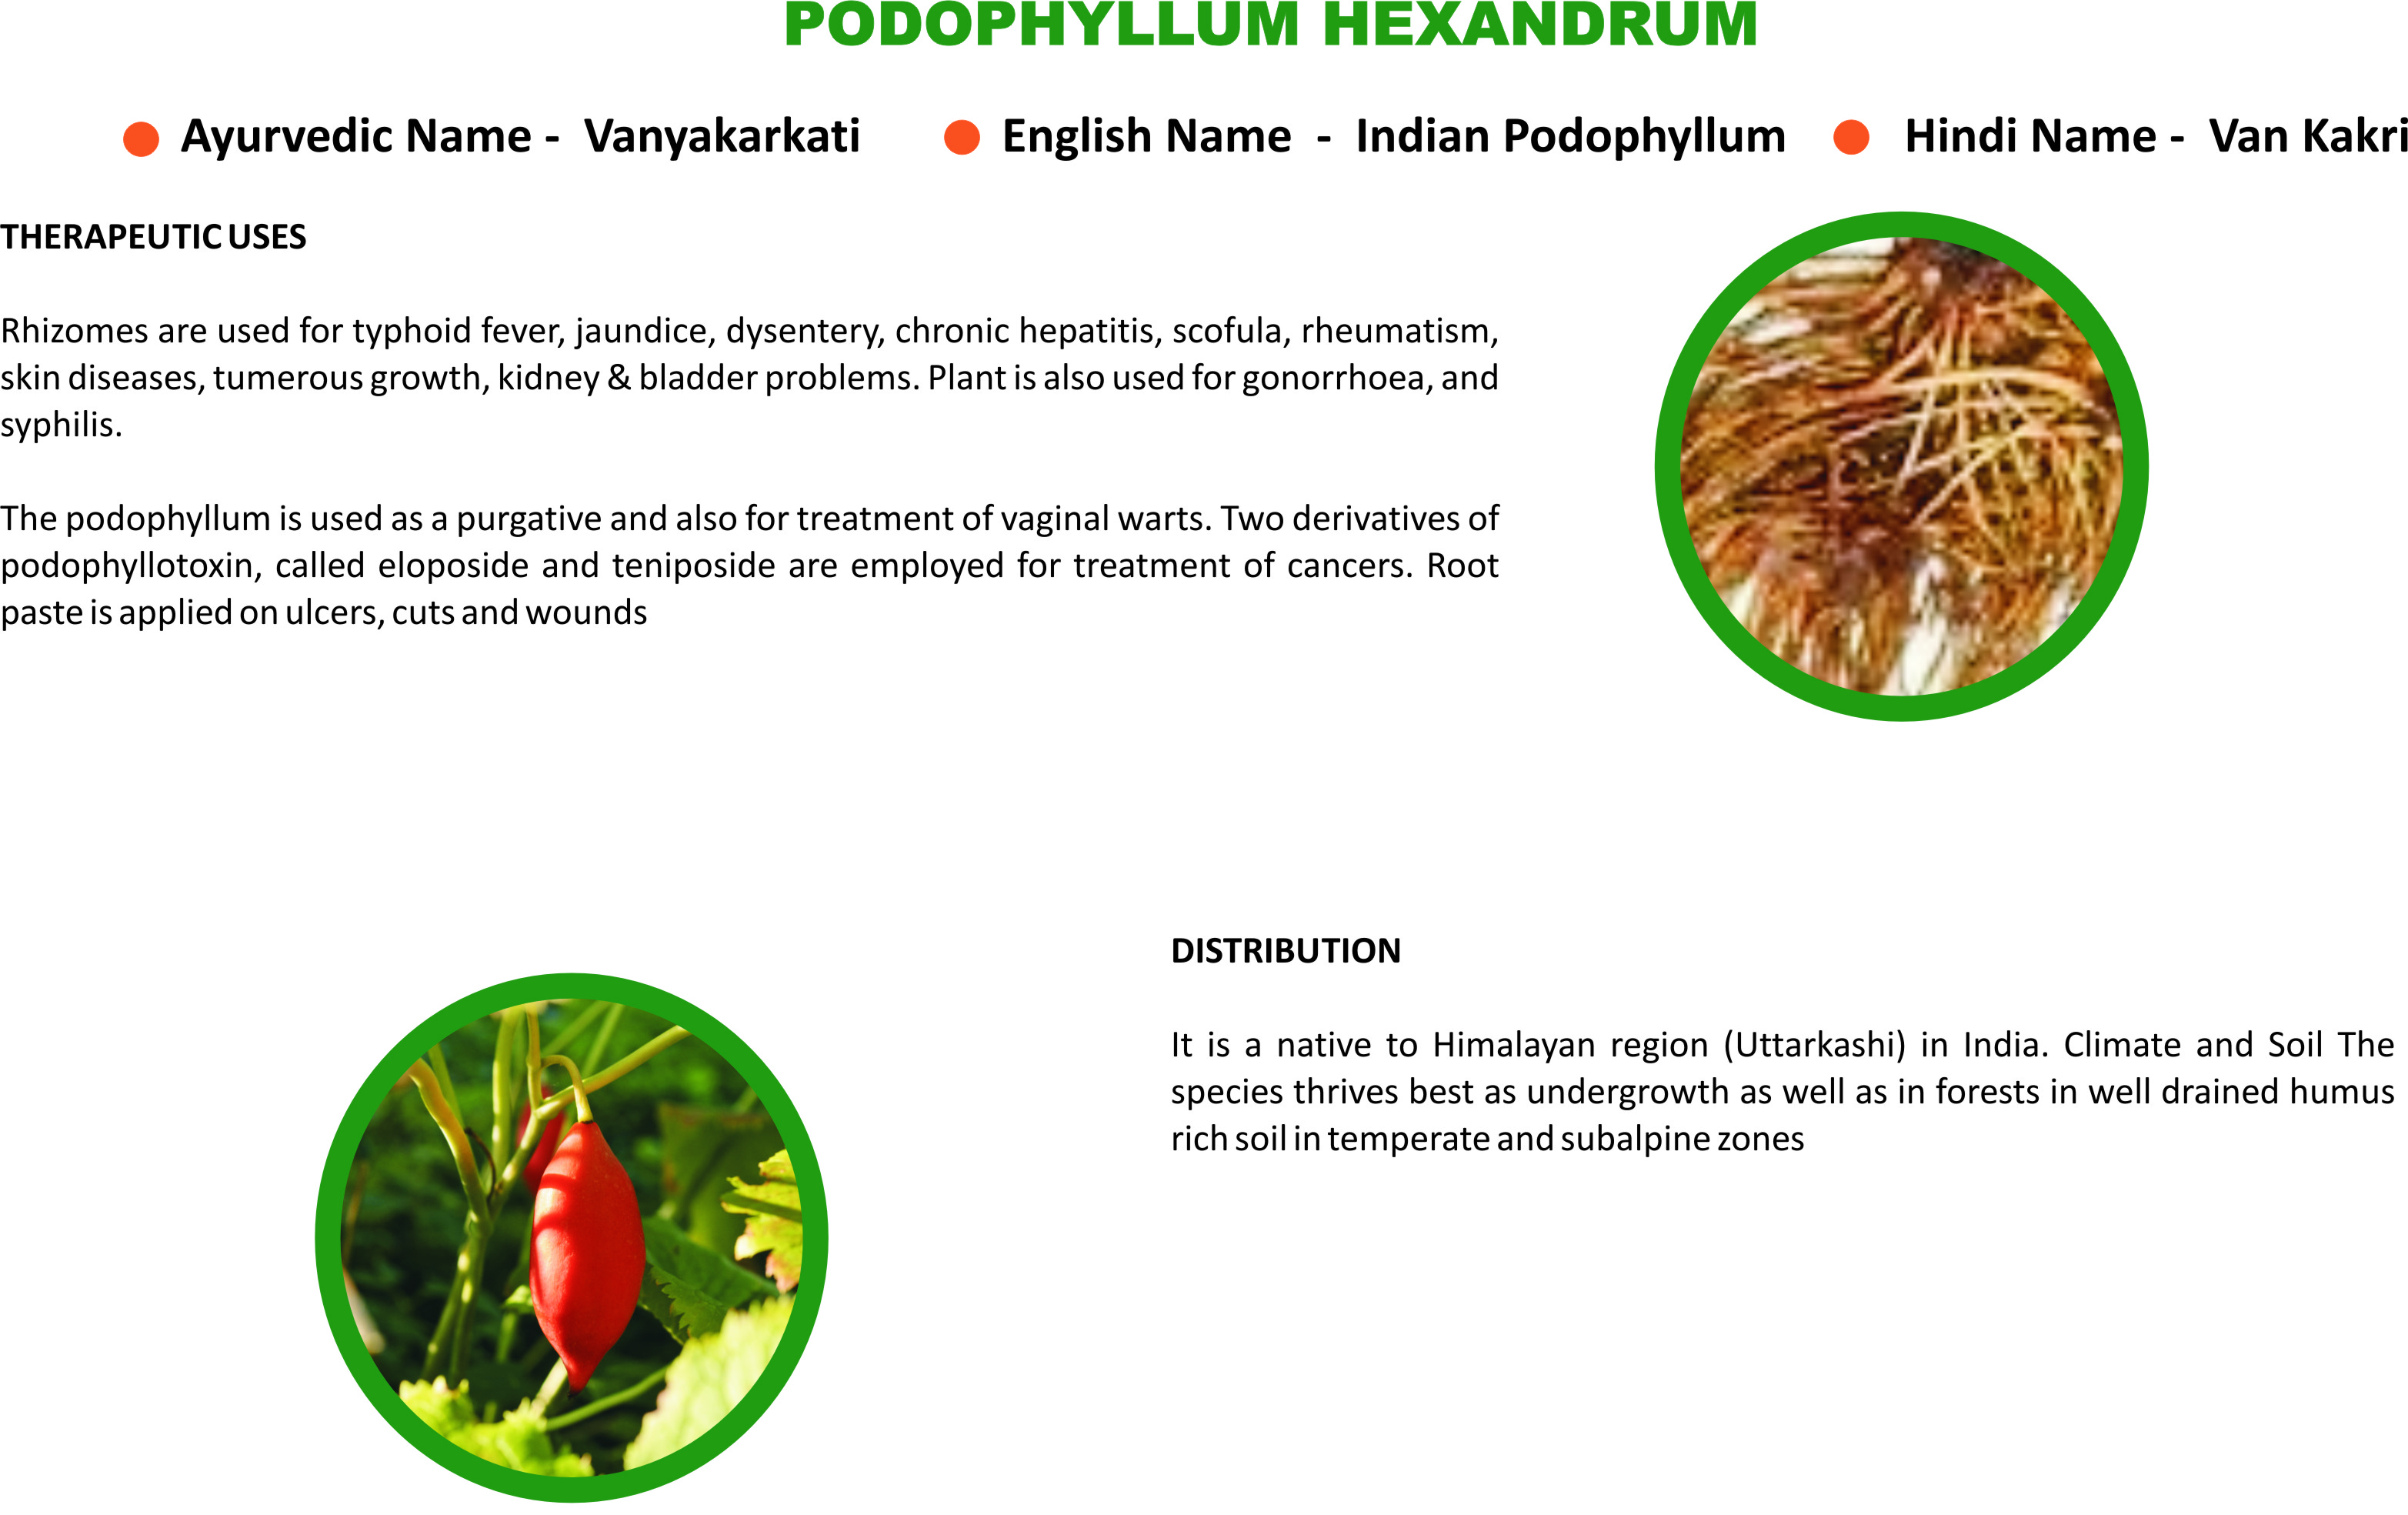 PODOPHYLLUM HEXANDRUM
Ayurvedic Name - Vanyakarkati
English Name - Indian Podophyllum
Hindi Name - Van Kakri
THERAPEUTIC USES
Rhizomes are used for typhoid fever, jaundice, dysentery, chronic hepatitis, scofula, rheumatism,
skin diseases, tumerous growth, kidney & bladder problems. Plant is also used for gonorrhoea, and
syphilis.
The podophyllum is used as a purgative and also for treatment of vaginal warts. Two derivatives of
podophyllotoxin, called eloposide and teniposide are employed for treatment of cancers. Root
paste is applied on ulcers, cuts and wounds
DISTRIBUTION
It is a native to Himalayan region (Uttarkashi) in India. Climate and Soil The
species thrives best as undergrowth as well as in forests in well drained humus
rich soil in temperate and subalpine zones